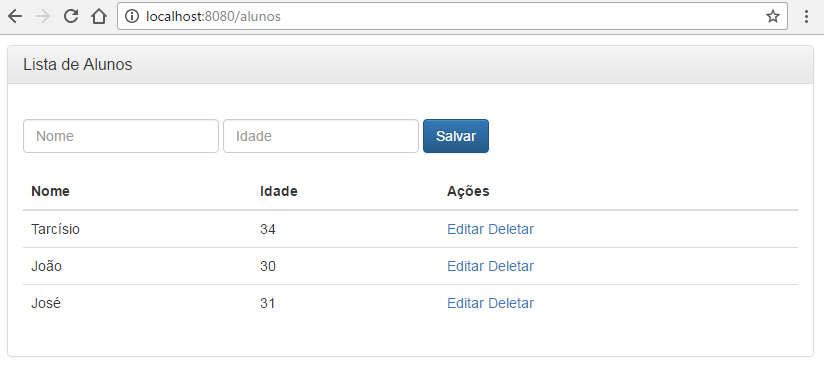 localhost:8080/alunos
Lista de Alunos
Nome Idade Salvar
Nome Idade Ações
Tarcísio 34 Editar Deletar
João 30 Editar Deletar
José 31 Editar Deletar